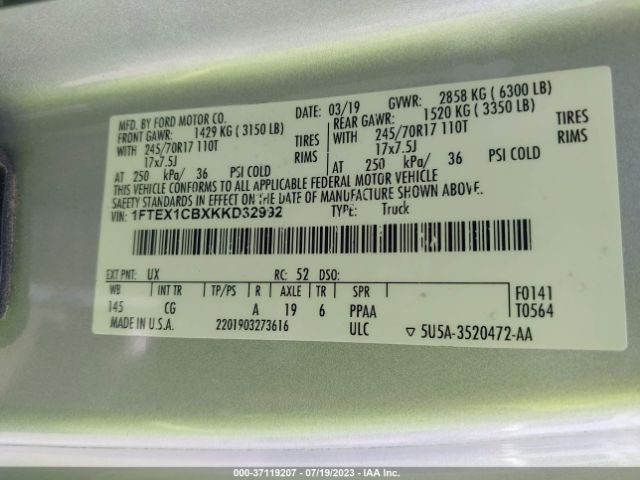 MFD. BY FORD MOTOR CO. DATE: 03/19 GVWR: 2858 KG ( 6300 LB)
FRONT GAWR: 1429 KG ( 3150 LB) REAR GAWR: 1520 KG ( 3350 LB)
WITH 245/70R17 110T TIRES WITH 245/70R17 110T TIRES
17x7.5J RIMS 17x7.5J RIMS
AT 250 kPa/ 36 PSI COLD AT 250 kPa/ 36 PSI COLD
THIS VEHICLE CONFORMS TO ALL APPLICABLE FEDERAL MOTOR VEHICLE
SAFETY STANDARDS IN EFFECT ON THE DATE OF MANUFACTURE SHOWN ABOVE.
VIN: 1FTEX1CBXKKD32992 TYPE: Truck
EXT PNT: UX RC: 52 DSO:
WB INT TR TP/PS R AXLE TR SPR F0141
145 CG A 19 6 PPAA T0564
MADE IN U.S.A. 2201903273616 ULC ▽ 5U5A-3520472-AA
000-37119207 - 07/19/2023 - IAA Inc.